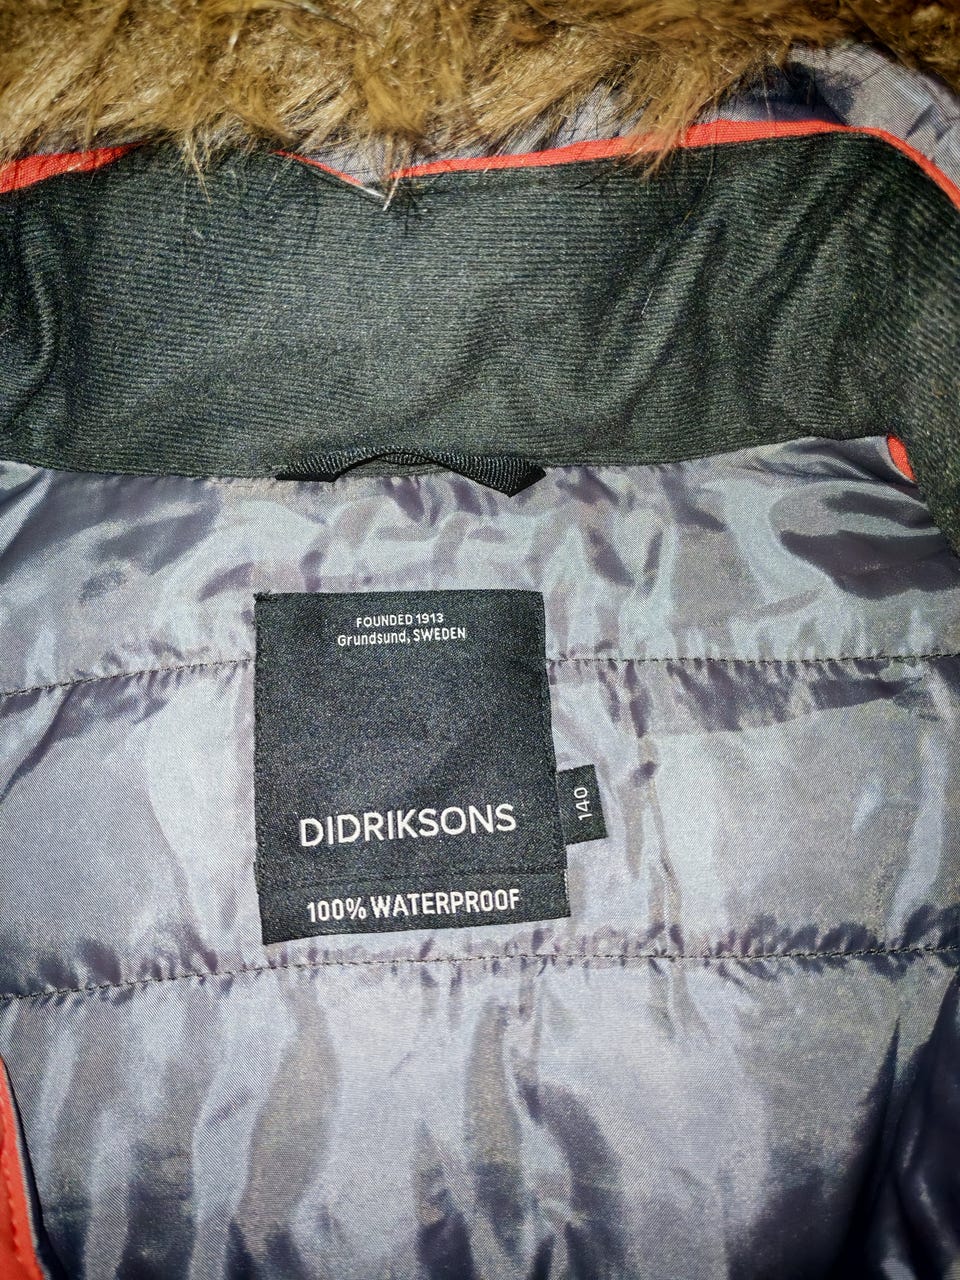 FOUNDED 1913
Grundsund, SWEDEN
DIDRIKSONS
140
100% WATERPROOF